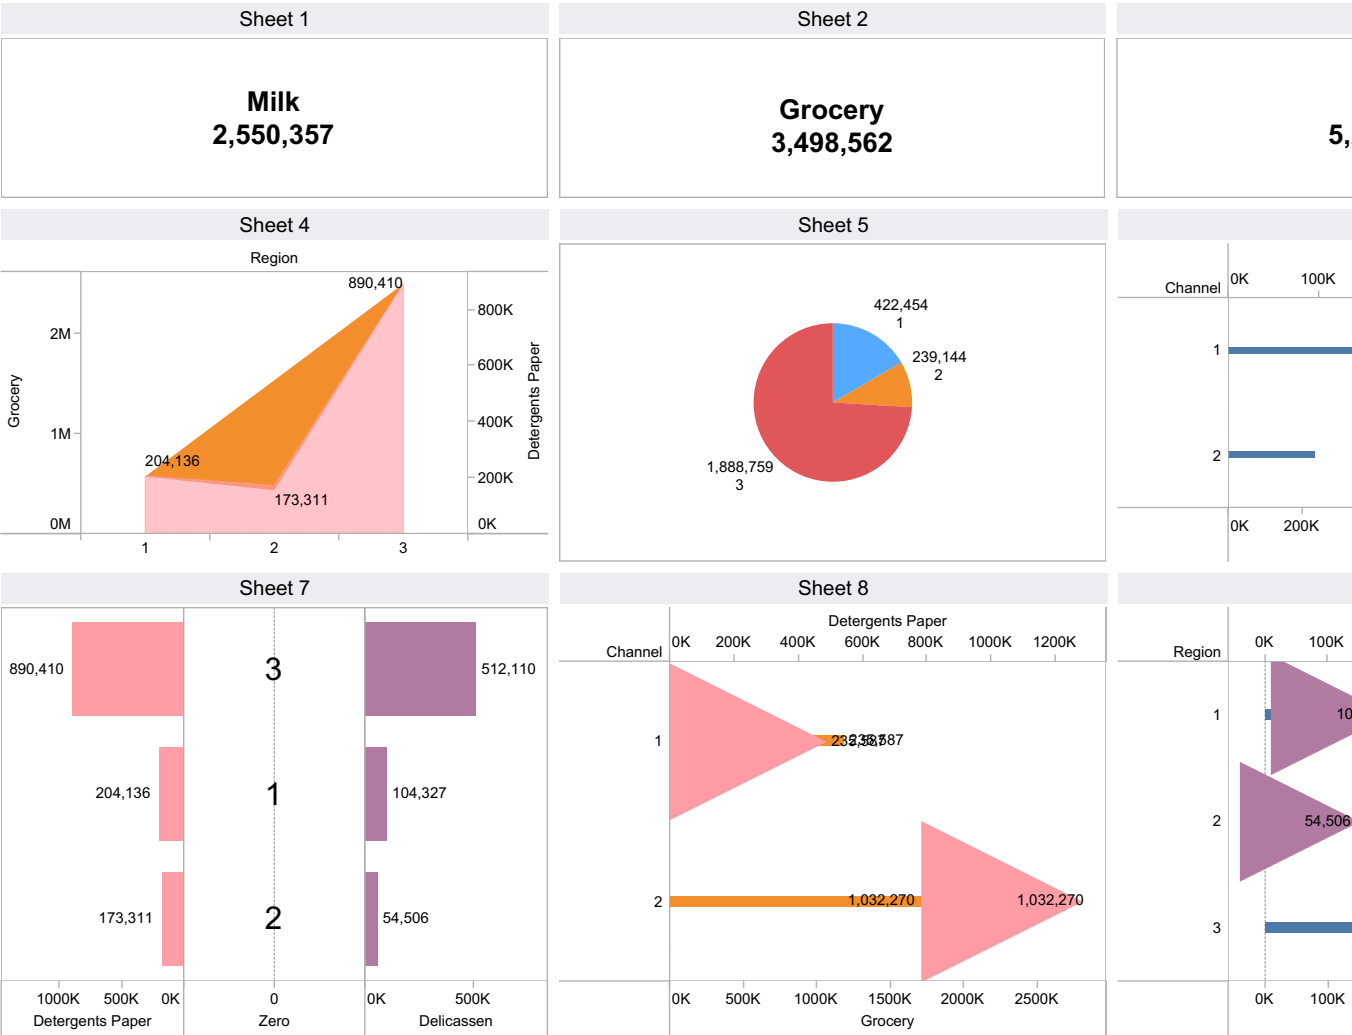 Sheet 1
Milk
2,550,357
Sheet 2
Grocery
3,498,562
5,
Sheet 4
Region
Grocery
2M
1M
0M
890,410
204,136
173,311
800K
600K
400K
200K
0K
Detergents Paper
1 2 3
Sheet 5
422,454
1
239,144
2
1,888,759
3
Channel
0K 100K
1
2
0K 200K
Sheet 7
890,410 3 512,110
204,136 1 104,327
173,311 2 54,506
1000K 500K 0K 0 0K 500K
Detergents Paper Zero Delicassen
Sheet 8
Detergents Paper
Channel 0K 200K 400K 600K 800K 1000K 1200K
1 235,587 235,587
2 1,032,270 1,032,270
0K 500K 1000K 1500K 2000K 2500K
Grocery
Region 0K 100K
1 10
2 54,506
3
0K 100K